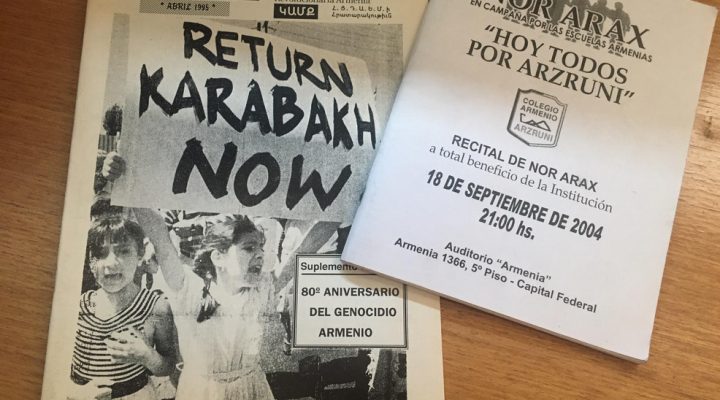 * ABRIL 1995 *
ԿԱՄՔ
RETURN
KARABAKH
NOW
Suplemento
80º ANIVERSARIO
DEL GENOCIDIO
ARMENIO
NOR ARAX
EN CAMPAÑA POR LAS ESCUELAS ARMENIAS
"HOY TODOS
POR ARZRUNI"
COLEGIO
ARMENIO
ARZRUNI
RECITAL DE NOR ARAX
a total beneficio de la Institución
18 DE SEPTIEMBRE DE 2004
21:00 hs.
Auditorio "Armenia"
Armenia 1366, 5º Piso - Capital Federal